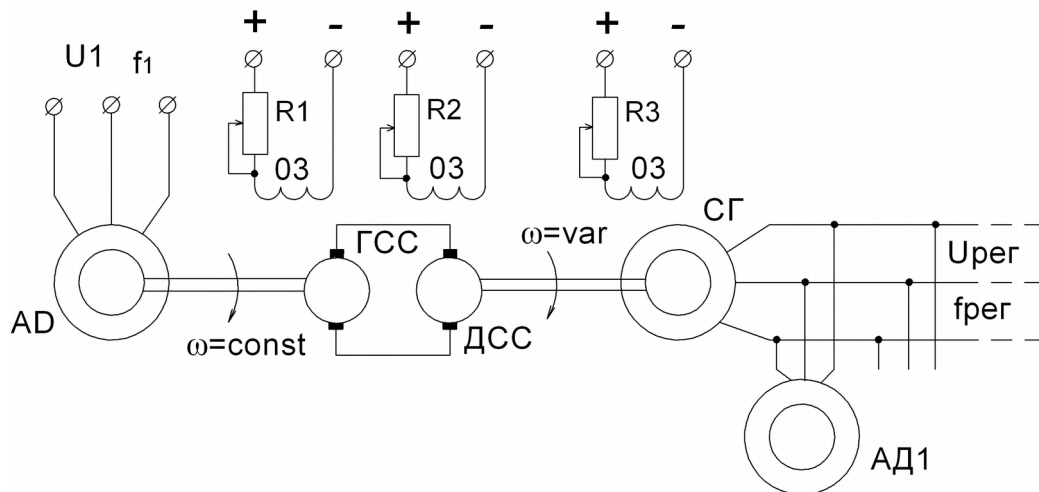 + - + - + -
U1 f1
R1 R2 R3
03 03 03
СГ
ГСС ω=var
Uрег
fрег
AD
ω=const
ДСС
АД1